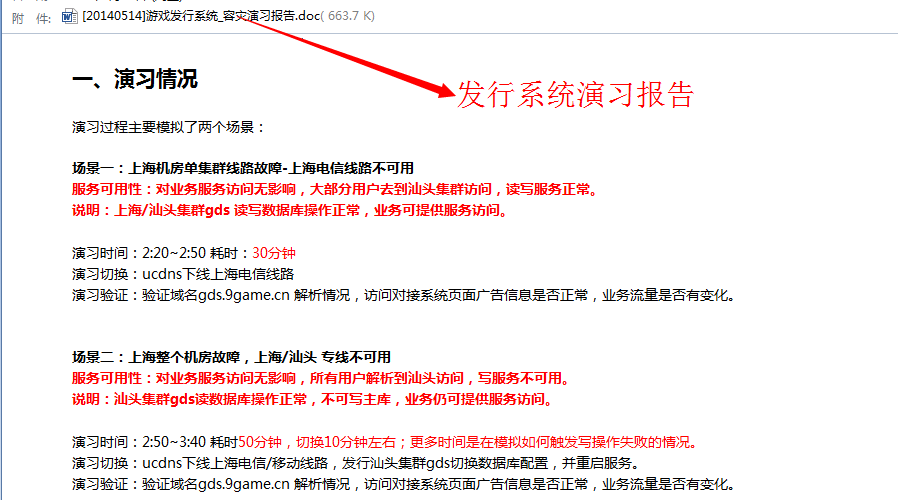 附 件: [20140514]游戏发行系统_容灾演习报告.doc( 663.7 K)
一、演习情况
发行系统演习报告
演习过程主要模拟了两个场景：
场景一：上海机房单集群线路故障-上海电信线路不可用
服务可用性：对业务服务访问无影响，大部分用户去到汕头集群访问，读写服务正常。
说明：上海/汕头集群gds 读写数据库操作正常，业务可提供服务访问。
演习时间：2:20~2:50 耗时：30分钟
演习切换：ucdns下线上海电信线路
演习验证：验证域名gds.9game.cn 解析情况，访问对接系统页面广告信息是否正常，业务流量是否有变化。
场景二：上海整个机房故障，上海/汕头 专线不可用
服务可用性：对业务服务访问无影响，所有用户解析到汕头访问，写服务不可用。
说明：汕头集群gds读数据库操作正常，不可写主库，业务仍可提供服务访问。
演习时间：2:50~3:40 耗时50分钟，切换10分钟左右；更多时间是在模拟如何触发写操作失败的情况。
演习切换：ucdns下线上海电信/移动线路，发行汕头集群gds切换数据库配置，并重启服务。
演习验证：验证域名gds.9game.cn 解析情况，访问对接系统页面广告信息是否正常，业务流量是否有变化。